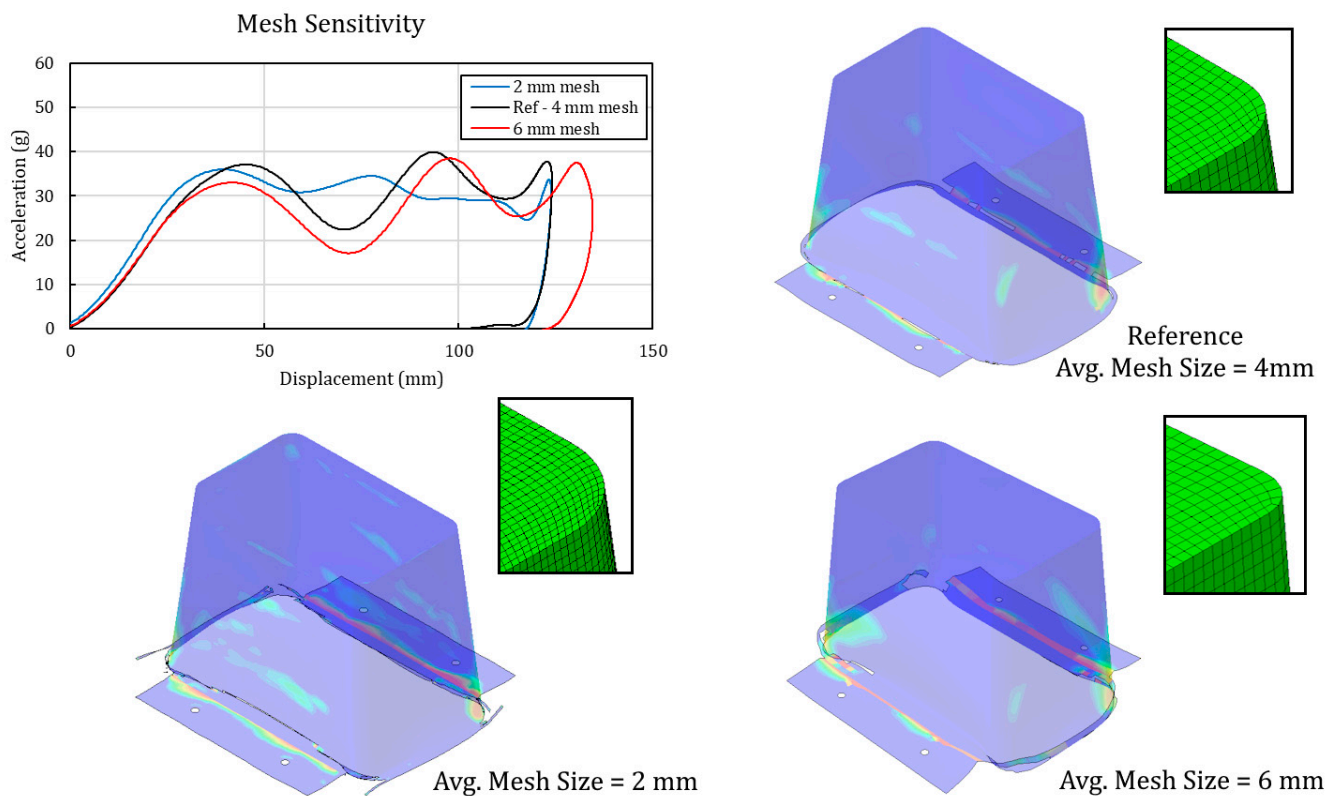 Mesh Sensitivity
60
50
40
30
20
10
0
Acceleration (g)
2 mm mesh
Ref - 4 mm mesh
6 mm mesh
0 50 100 150
Displacement (mm)
Reference
Avg. Mesh Size = 4mm
Avg. Mesh Size = 2 mm
Avg. Mesh Size = 6 mm